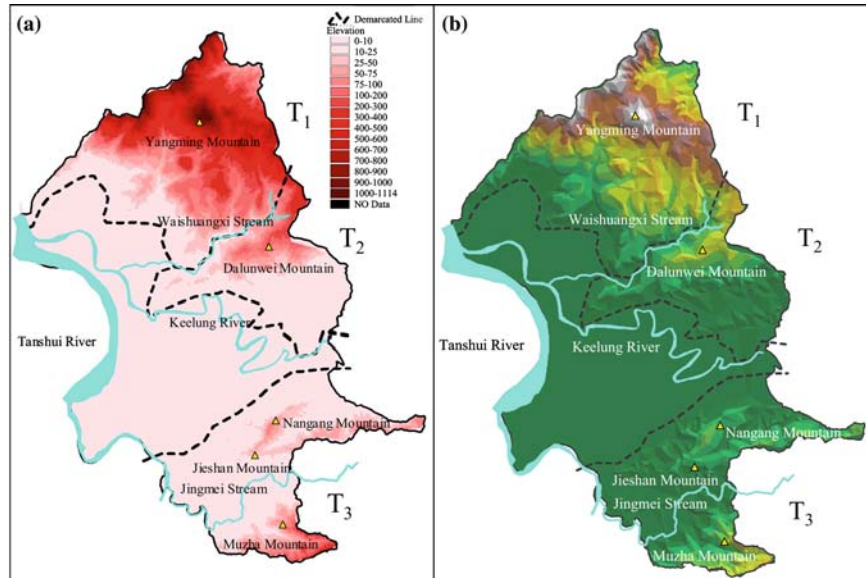 (a)
Demarcated Line
Elevation
0-10
10-25
25-50
50-75
75-100
100-200
200-300
300-400
400-500
500-600
600-700
700-800
800-900
900-1000
1000-1114
NO Data
T1
Yangming Mountain
Waishuangxi Stream
T2
Dalunwei Mountain
Keelung River
Tanshui River
Nangang Mountain
Jieshan Mountain
Jingmei Stream
T3
Muzha Mountain
(b)
T1
Yangming Mountain
Waishuangxi Stream
T2
Dalunwei Mountain
Keelung River
Tanshui River
Nangang Mountain
Jieshan Mountain
Jingmei Stream
T3
Muzha Mountain